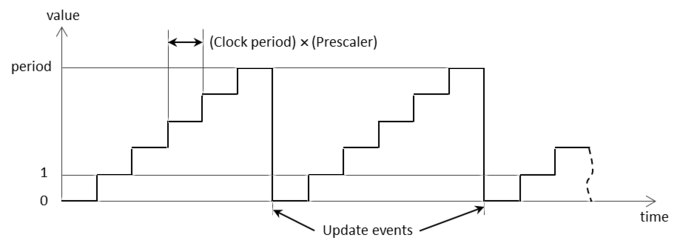 value
(Clock period) × (Prescaler)
period
1
0
time
Update events